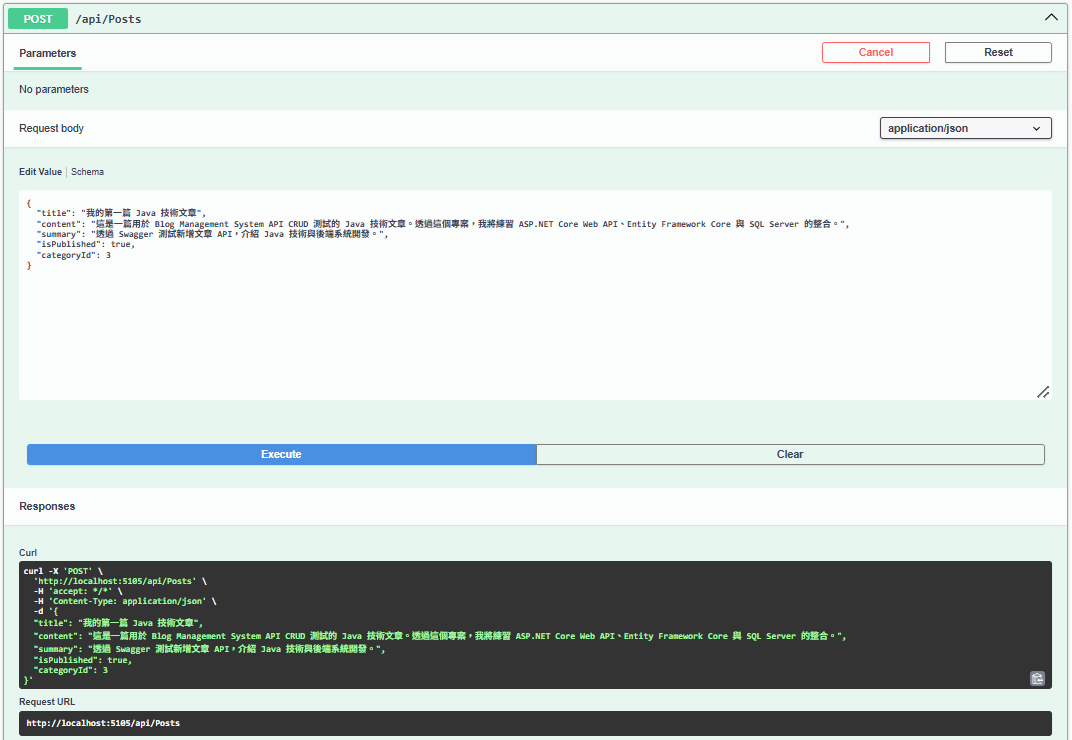 POST /api/Posts
Parameters
Cancel
Reset
No parameters
Request body
application/json
Edit Value | Schema
{
  "title": "我的第一篇 Java 技術文章",
  "content": "這是一篇用於 Blog Management System API CRUD 測試的 Java 技術文章。透過這個專案，我將練習 ASP.NET Core Web API、Entity Framework Core 與 SQL Server 的整合。",
  "summary": "透過 Swagger 測試新增文章 API，介紹 Java 技術與後端系統開發。",
  "isPublished": true,
  "categoryId": 3
}
Execute
Clear
Responses
Curl
curl -X 'POST' \
  'http://localhost:5105/api/Posts' \
  -H 'accept: */*' \
  -H 'Content-Type: application/json' \
  -d '{
  "title": "我的第一篇 Java 技術文章",
  "content": "這是一篇用於 Blog Management System API CRUD 測試的 Java 技術文章。透過這個專案，我將練習 ASP.NET Core Web API、Entity Framework Core 與 SQL Server 的整合。",
  "summary": "透過 Swagger 測試新增文章 API，介紹 Java 技術與後端系統開發。",
  "isPublished": true,
  "categoryId": 3
}'
Request URL
http://localhost:5105/api/Posts